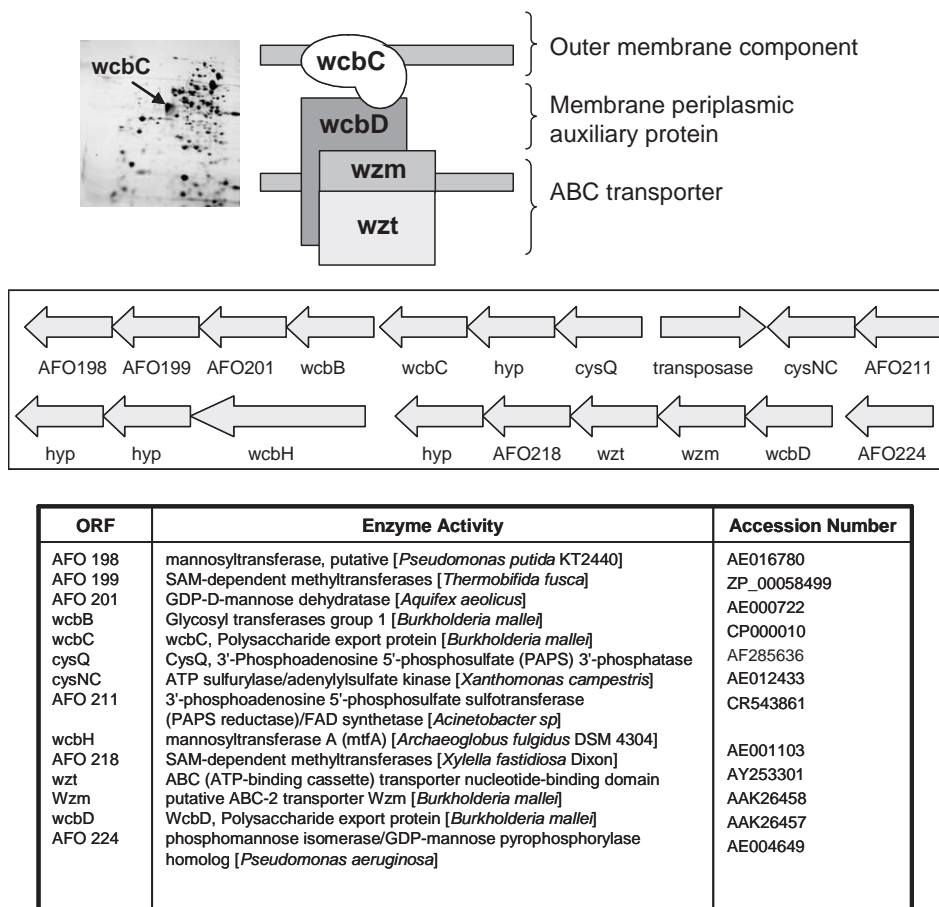 wcbC
wcbC
Outer membrane component
wcbD
Membrane periplasmic
auxiliary protein
wzm
ABC transporter
wzt
AFO198 AFO199 AFO201 wcbB wcbC hyp cysQ transposase cysNC AFO211
hyp hyp wcbH hyp AFO218 wzt wzm wcbD AFO224
ORF Enzyme Activity Accession Number
AFO 198 mannosyltransferase, putative [Pseudomonas putida KT2440] AE016780
AFO 199 SAM-dependent methyltransferases [Thermobifida fusca] ZP_00058499
AFO 201 GDP-D-mannose dehydratase [Aquifex aeolicus] AE000722
wcbB Glycosyl transferases group 1 [Burkholderia mallei] CP000010
wcbC wcbC, Polysaccharide export protein [Burkholderia mallei] AF285636
cysQ CysQ, 3'-Phosphoadenosine 5'-phosphosulfate (PAPS) 3'-phosphatase AE012433
cysNC ATP sulfurylase/adenylylsulfate kinase [Xanthomonas campestris] CR543861
AFO 211 3'-phosphoadenosine 5'-phosphosulfate sulfotransferase
(PAPS reductase)/FAD synthetase [Acinetobacter sp]
wcbH mannosyltransferase A (mtfA) [Archaeoglobus fulgidus DSM 4304] AE001103
AFO 218 SAM-dependent methyltransferases [Xylella fastidiosa Dixon] AY253301
wzt ABC (ATP-binding cassette) transporter nucleotide-binding domain AAK26458
Wzm putative ABC-2 transporter Wzm [Burkholderia mallei] AAK26457
wcbD WcbD, Polysaccharide export protein [Burkholderia mallei] AE004649
AFO 224 phosphomannose isomerase/GDP-mannose pyrophosphorylase
homolog [Pseudomonas aeruginosa]